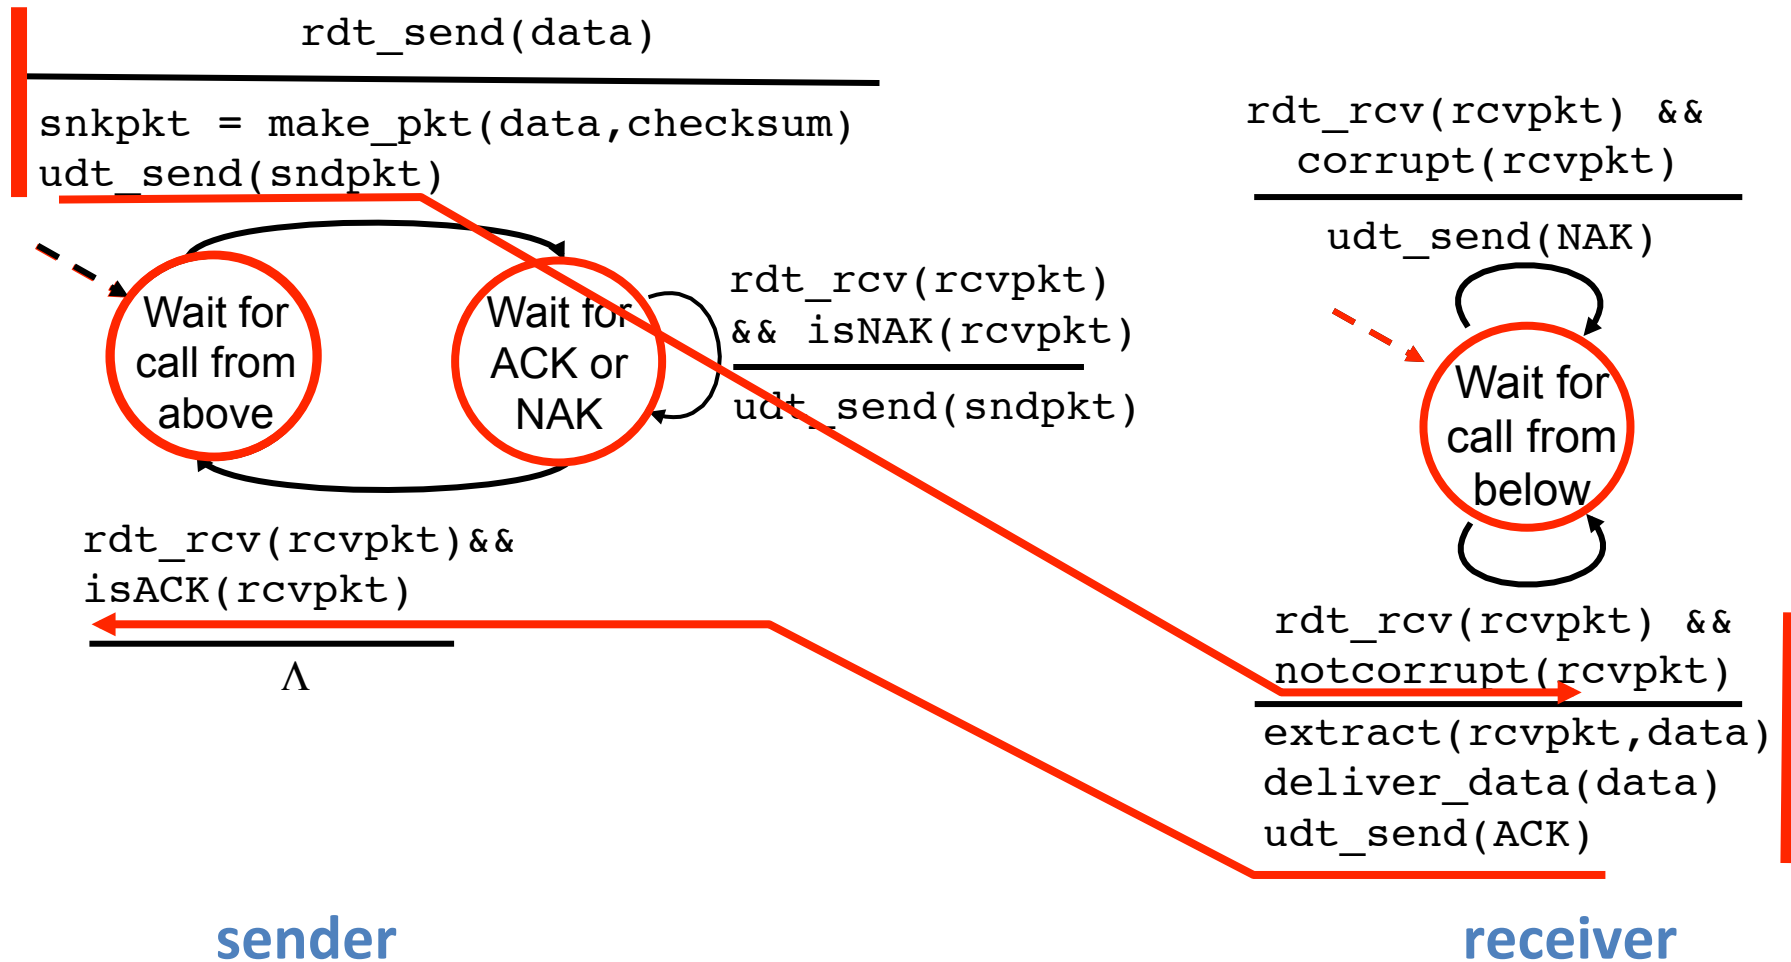 rdt_send(data)
snkpkt = make_pkt(data,checksum)
udt_send(sndpkt)
Wait for
call from
above
Wait for
ACK or
NAK
rdt_rcv(rcvpkt)
&& isNAK(rcvpkt)
udt_send(sndpkt)
rdt_rcv(rcvpkt)&&
isACK(rcvpkt)
Λ
sender
rdt_rcv(rcvpkt) &&
corrupt(rcvpkt)
udt_send(NAK)
Wait for
call from
below
rdt_rcv(rcvpkt) &&
notcorrupt(rcvpkt)
extract(rcvpkt,data)
deliver_data(data)
udt_send(ACK)
receiver